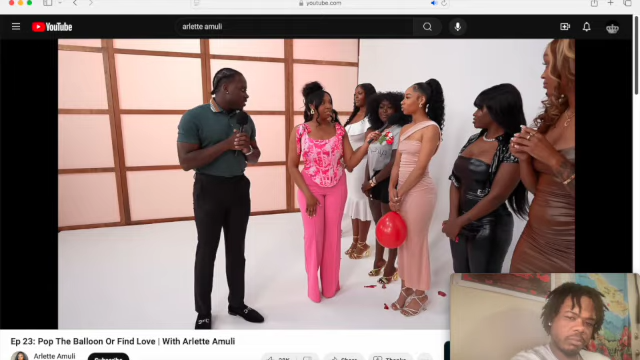 youtube.com
YouTube
arlette amuli
Ep 23: Pop The Balloon Or Find Love | With Arlette Amuli
Arlette Amuli
Subscribe
Share
Thanks